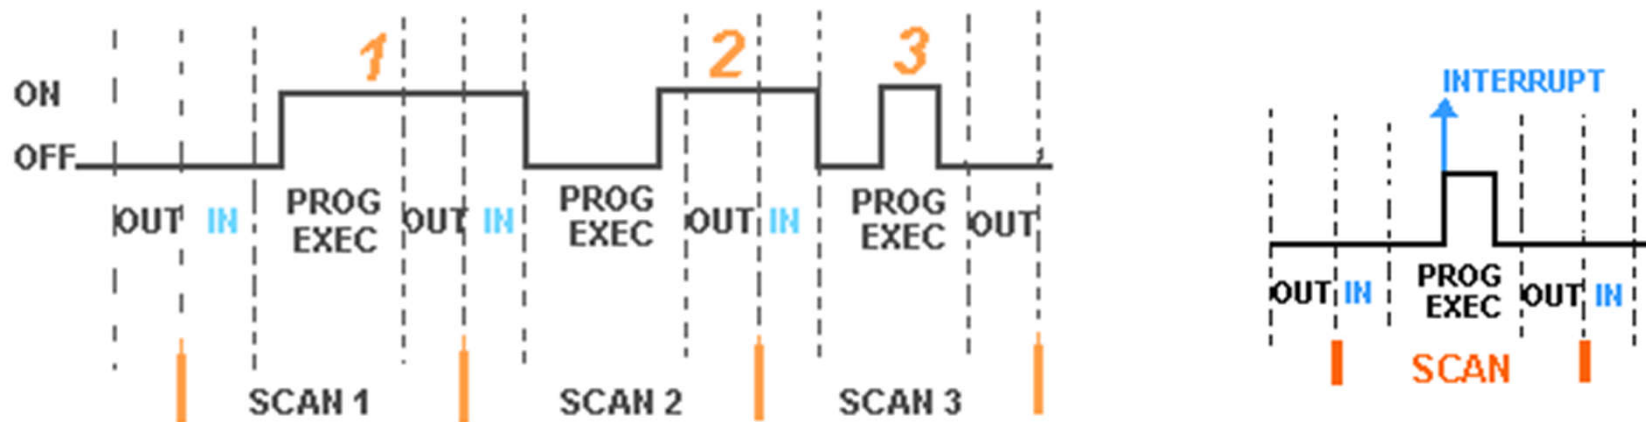 1 2 3
ON
OFF
OUT IN PROG EXEC OUT IN PROG EXEC OUT IN PROG EXEC OUT
SCAN 1 SCAN 2 SCAN 3
INTERRUPT
OUT IN PROG EXEC OUT IN
SCAN